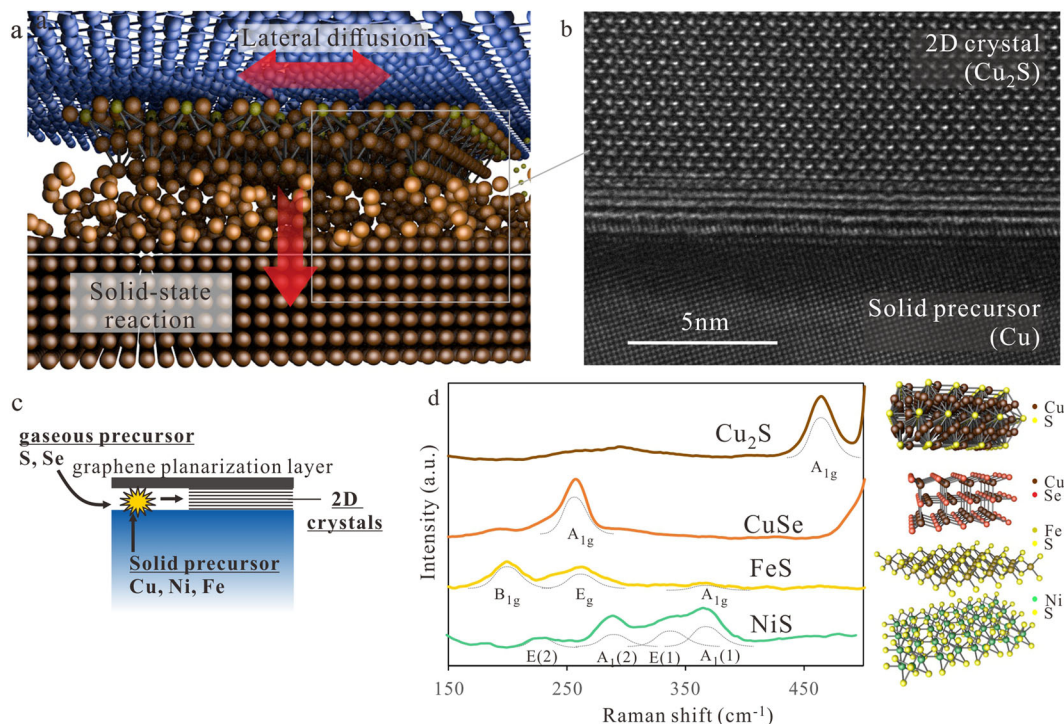 a
a
Lateral diffusion
Solid-state
reaction
b
2D crystal
(Cu₂S)
5nm
Solid precursor
(Cu)
c
gaseous precursor
S, Se
graphene planarization layer
2D
crystals
Solid precursor
Cu, Ni, Fe
d
Intensity (a.u.)
Cu₂S
A1g
CuSe
A1g
FeS
B1g
Eg
A1g
NiS
E(2)
A₁(2)
E(1)
A₁(1)
150
250
350
450
Raman shift (cm⁻¹)
Cu
S
Cu
Se
Fe
S
Ni
S